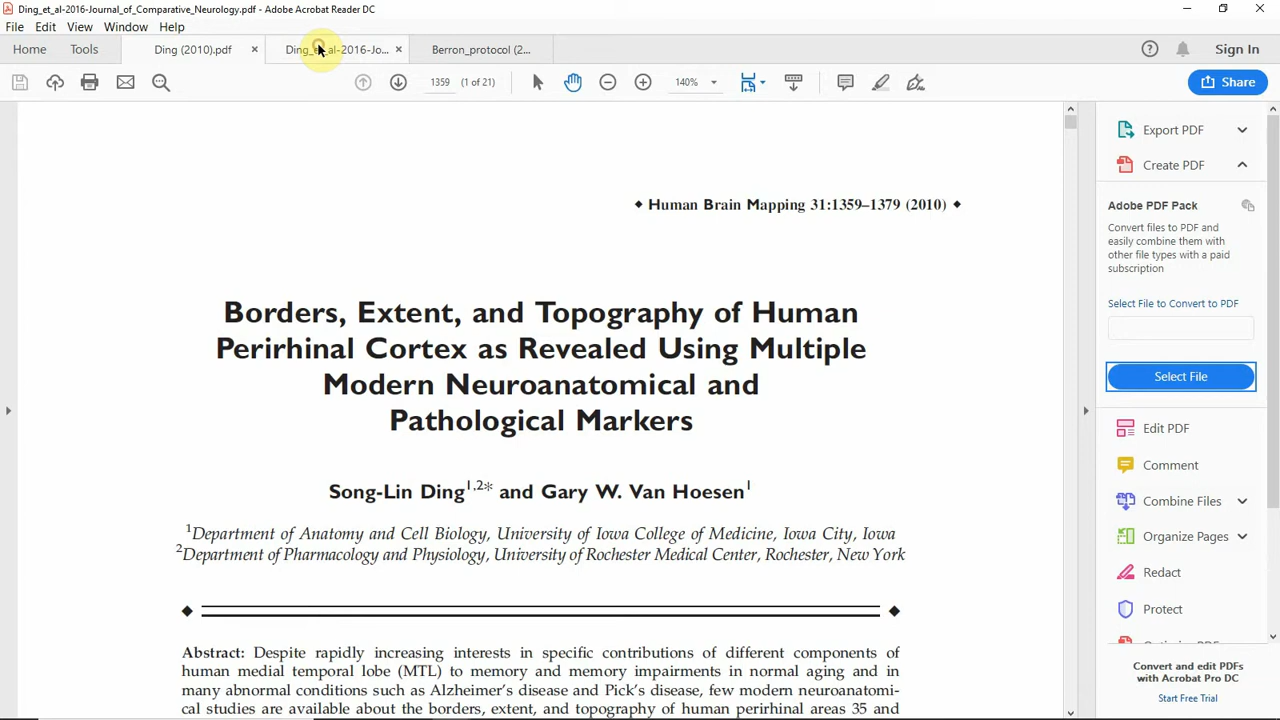 Ding_et_al-2016-Journal_of_Comparative_Neurology.pdf - Adobe Acrobat Reader DC
File Edit View Window Help
Home Tools Ding (2010).pdf × Ding_et_al-2016-Jo... × Berron_protocol (2... Sign In
1359 (1 of 21) 140% Share
◆ Human Brain Mapping 31:1359–1379 (2010) ◆
Borders, Extent, and Topography of Human
Perirhinal Cortex as Revealed Using Multiple
Modern Neuroanatomical and
Pathological Markers
Song-Lin Ding1,2* and Gary W. Van Hoesen1
1Department of Anatomy and Cell Biology, University of Iowa College of Medicine, Iowa City, Iowa
2Department of Pharmacology and Physiology, University of Rochester Medical Center, Rochester, New York
Abstract: Despite rapidly increasing interests in specific contributions of different components of
human medial temporal lobe (MTL) to memory and memory impairments in normal aging and in
many abnormal conditions such as Alzheimer's disease and Pick's disease, few modern neuroanatomi-
cal studies are available about the borders, extent, and topography of human perirhinal areas 35 and
Export PDF
Create PDF
Adobe PDF Pack
Convert files to PDF and
easily combine them with
other file types with a paid
subscription
Select File to Convert to PDF
Select File
Edit PDF
Comment
Combine Files
Organize Pages
Redact
Protect
Convert and edit PDFs
with Acrobat Pro DC
Start Free Trial